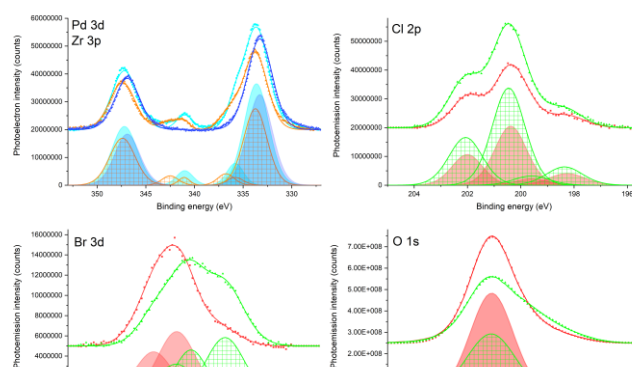 Pd 3d
Zr 3p
Photoelectron intensity (counts)
60000000
50000000
40000000
30000000
20000000
10000000
0
350
345
340
335
330
Binding energy (eV)
Cl 2p
Photoemission intensity (counts)
60000000
50000000
40000000
30000000
20000000
10000000
0
204
202
200
198
196
Binding energy (eV)
Br 3d
Photoemission intensity (counts)
16000000
14000000
12000000
10000000
8000000
6000000
4000000
O 1s
Photoemission intensity (counts)
7.00E+008
6.00E+008
5.00E+008
4.00E+008
3.00E+008
2.00E+008